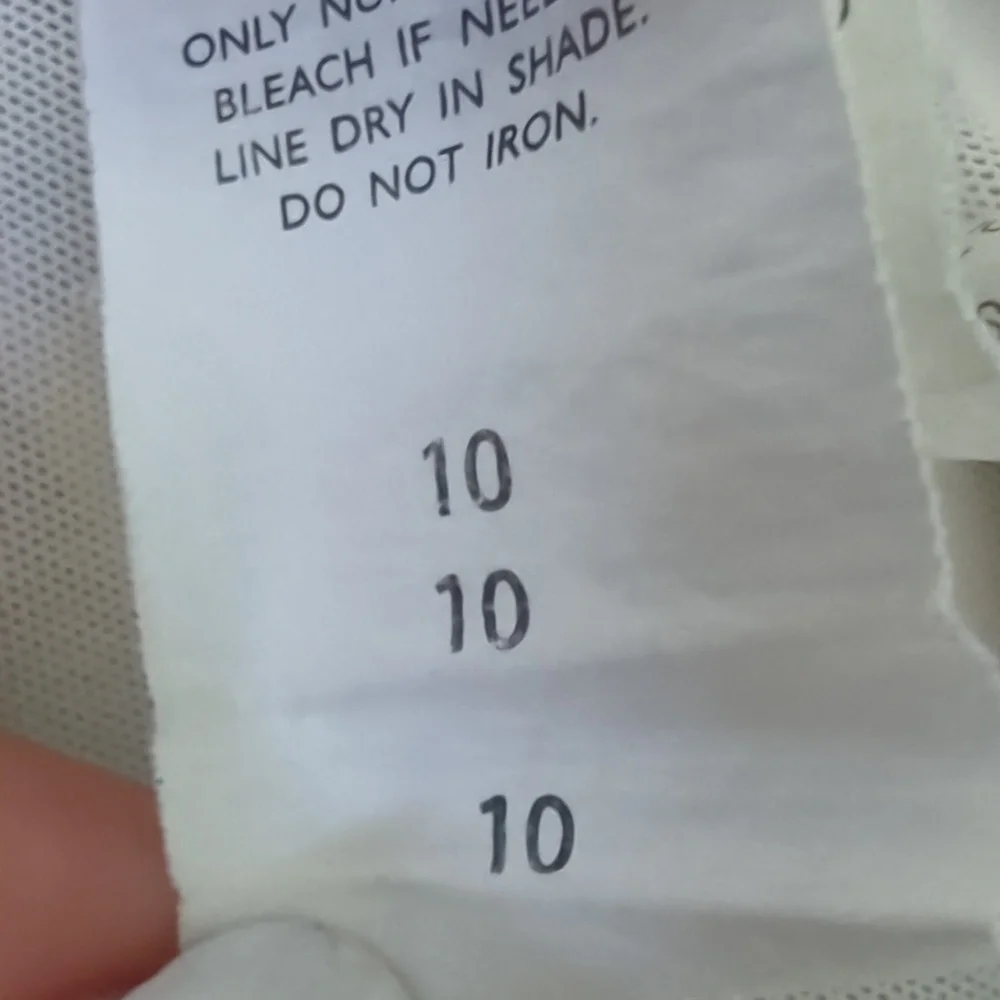 ONLY
BLEACH IF
LINE DRY IN SHADE.
DO NOT IRON.
10
10
10